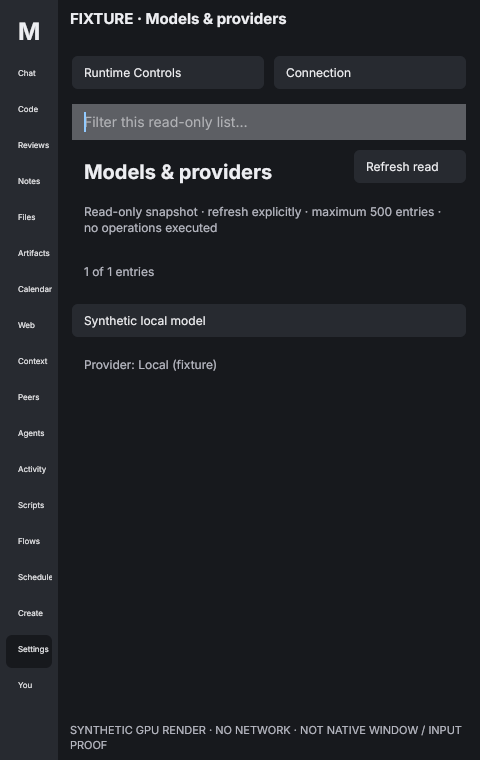 M
Chat
Code
Reviews
Notes
Files
Artifacts
Calendar
Web
Context
Peers
Agents
Activity
Scripts
Flows
Schedule
Create
Settings
You
FIXTURE · Models & providers
Runtime Controls
Connection
Filter this read-only list...
Models & providers
Refresh read
Read-only snapshot · refresh explicitly · maximum 500 entries ·
no operations executed
1 of 1 entries
Synthetic local model
Provider: Local (fixture)
SYNTHETIC GPU RENDER · NO NETWORK · NOT NATIVE WINDOW / INPUT
PROOF